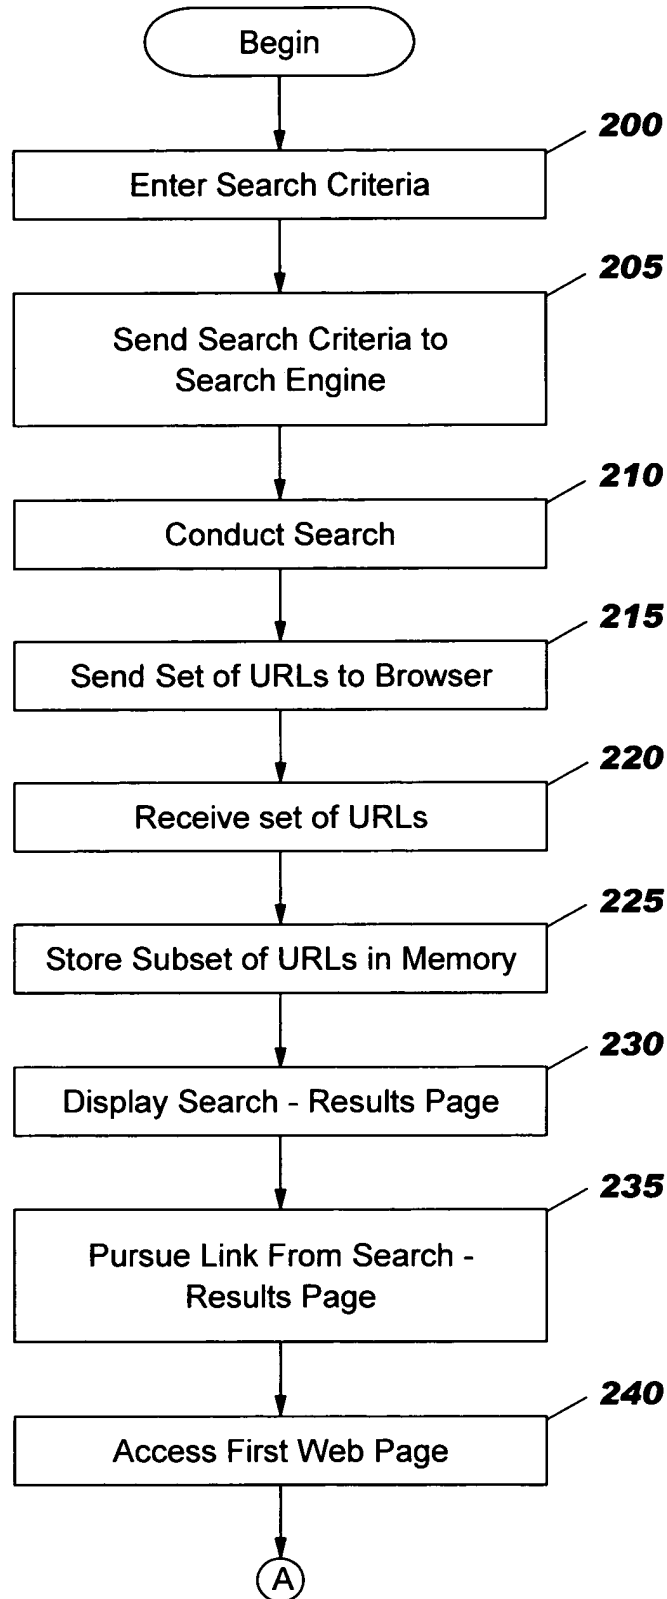 Begin
200
Enter Search Criteria
205
Send Search Criteria to
Search Engine
210
Conduct Search
215
Send Set of URLs to Browser
220
Receive set of URLs
225
Store Subset of URLs in Memory
230
Display Search - Results Page
235
Pursue Link From Search -
Results Page
240
Access First Web Page
A